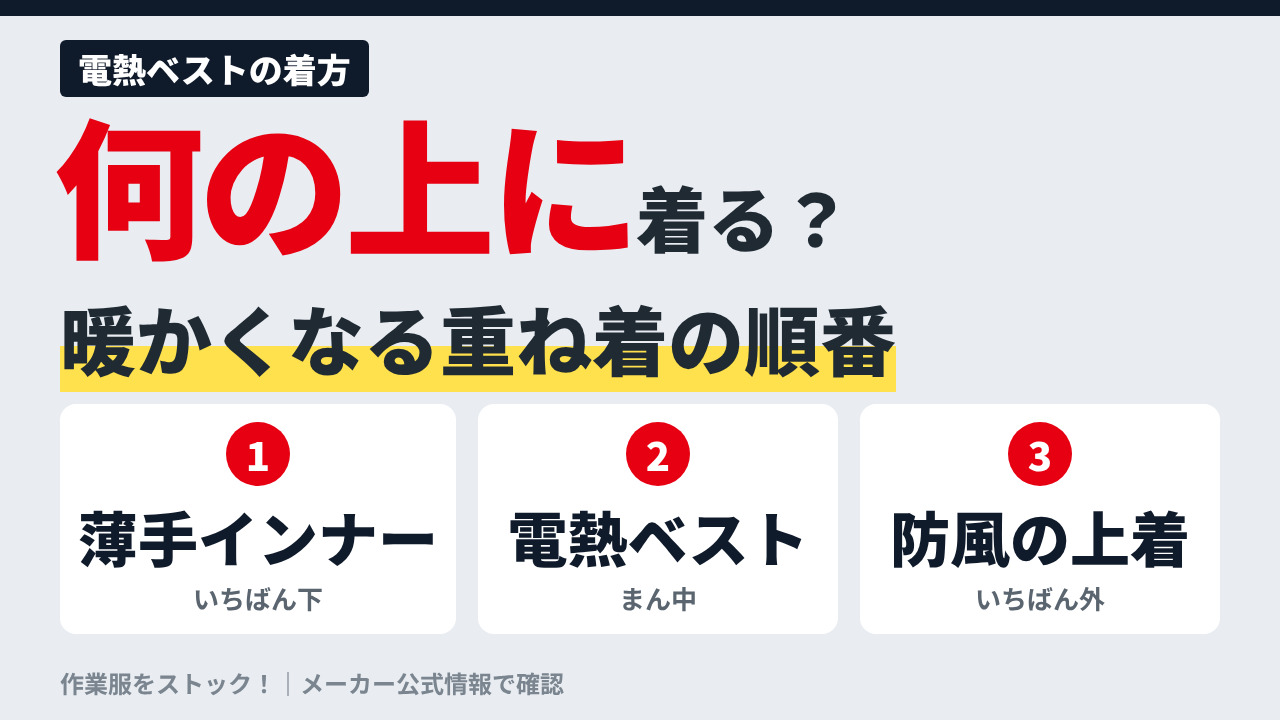 電熱ベストの着方
何の上に着る？
暖かくなる重ね着の順番
1
薄手インナー
いちばん下
2
電熱ベスト
まん中
3
防風の上着
いちばん外
作業服をストック！｜メーカー公式情報で確認